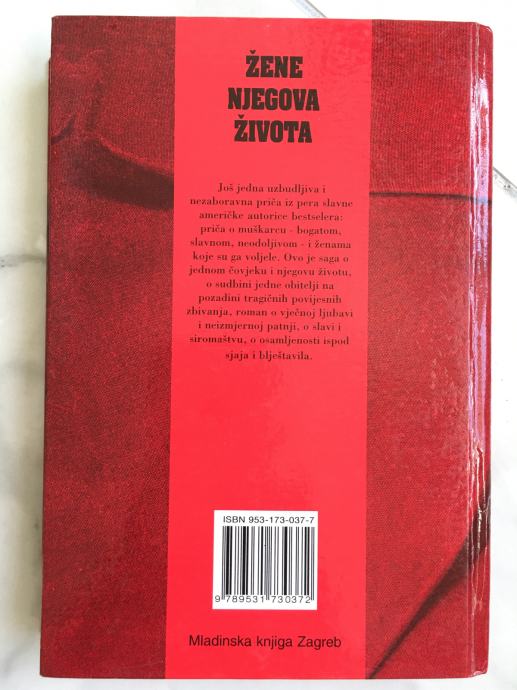 ŽENE
NJEGOVA
ŽIVOTA
Još jedna uzbudljiva i
nezaboravna priča iz pera slavne
američke autorice bestselera:
priča o muškarcu - bogatom,
slavnom, neodoljivom - i ženama
koje su ga voljele. Ovo je saga o
jednom čovjeku i njegovu životu,
o sudbini jedne obitelji na
pozadini tragičnih povijesnih
zbivanja, roman o vječnoj ljubavi
i neizmjernoj patnji, o slavi i
siromaštvu, o osamljenosti ispod
sjaja i blještavila.
ISBN 953-173-037-7
9 789531 730372
Mladinska knjiga Zagreb